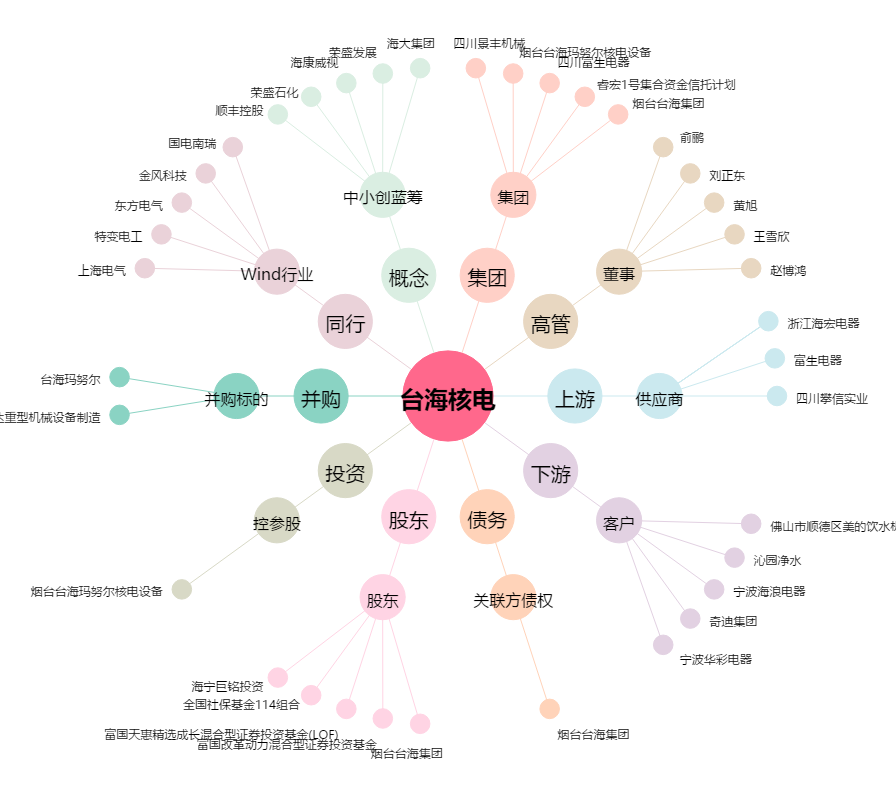 海大集团
四川景丰机械
荣盛发展
烟台台海玛努尔核电设备
海康威视
四川富生电器
荣盛石化
睿宏1号集合资金信托计划
顺丰控股
烟台台海集团
国电南瑞
俞鹏
金风科技
刘正东
中小创蓝筹
集团
东方电气
黄旭
特变电工
王雪欣
上海电气
Wind行业
概念
集团
董事
赵博鸿
同行
高管
浙江海宏电器
富生电器
台海玛努尔
并购标的
并购
台海核电
上游
供应商
四川攀信实业
达重型机械设备制造
投资
下游
控参股
股东
债务
客户
佛山市顺德区美的饮水机
沁园净水
烟台台海玛努尔核电设备
宁波海浪电器
股东
关联方债权
奇迪集团
宁波华彩电器
海宁巨铭投资
全国社保基金114组合
富国天惠精选成长混合型证券投资基金(LOF)
富国改革动力混合型证券投资基金
烟台台海集团
烟台台海集团